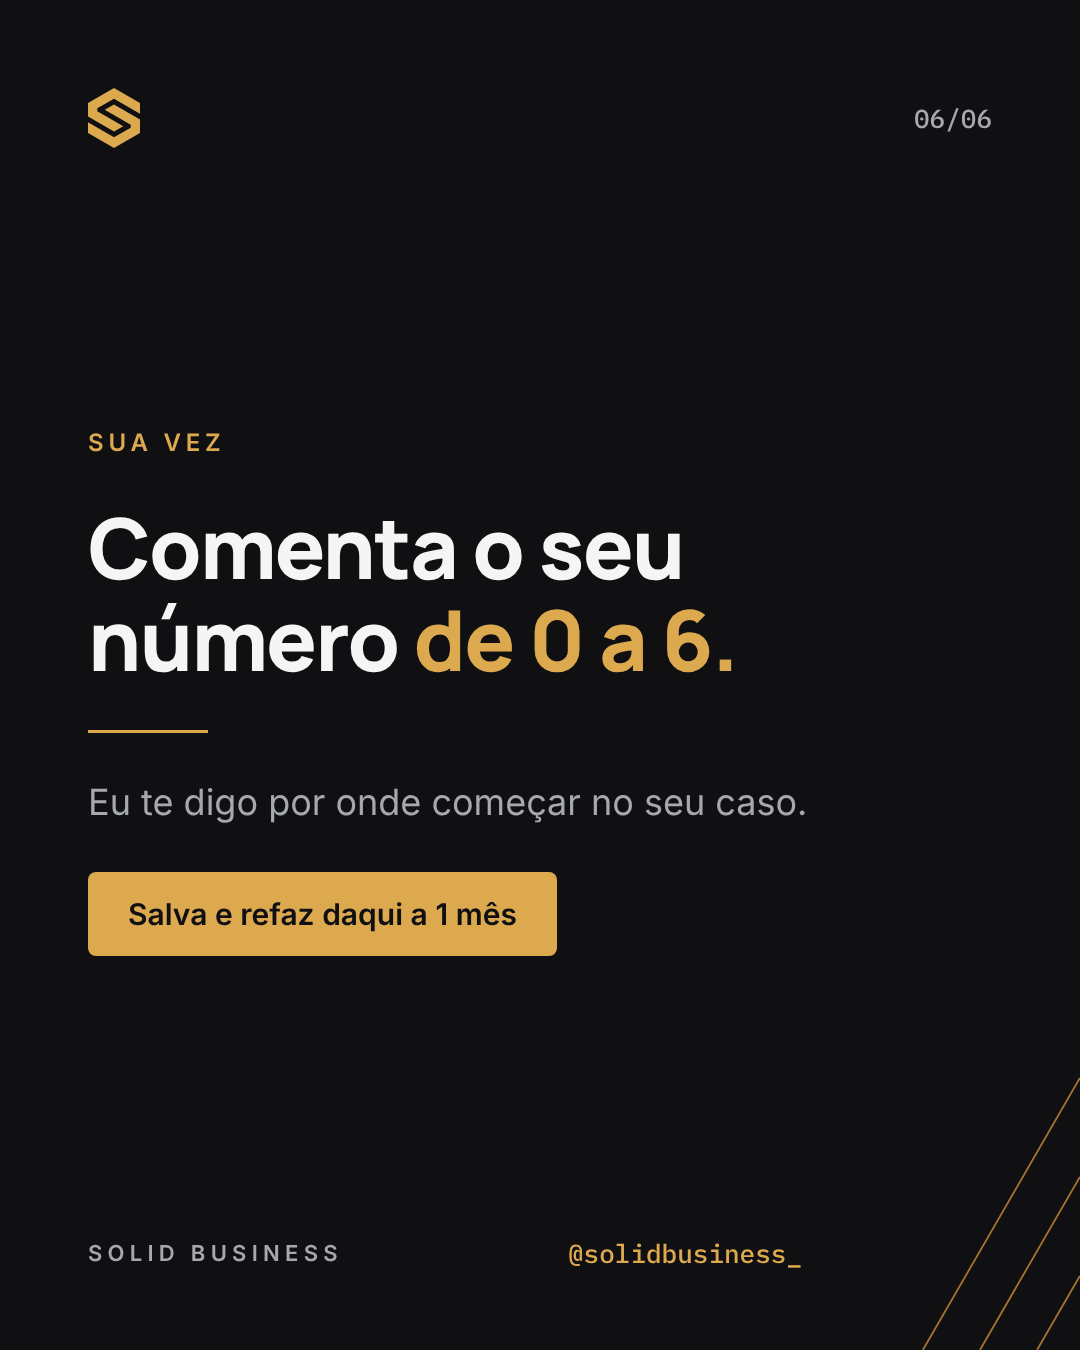 06/06
SUA VEZ
Comenta o seu
número de 0 a 6.
Eu te digo por onde começar no seu caso.
Salva e refaz daqui a 1 mês
SOLID BUSINESS
@solidbusiness_